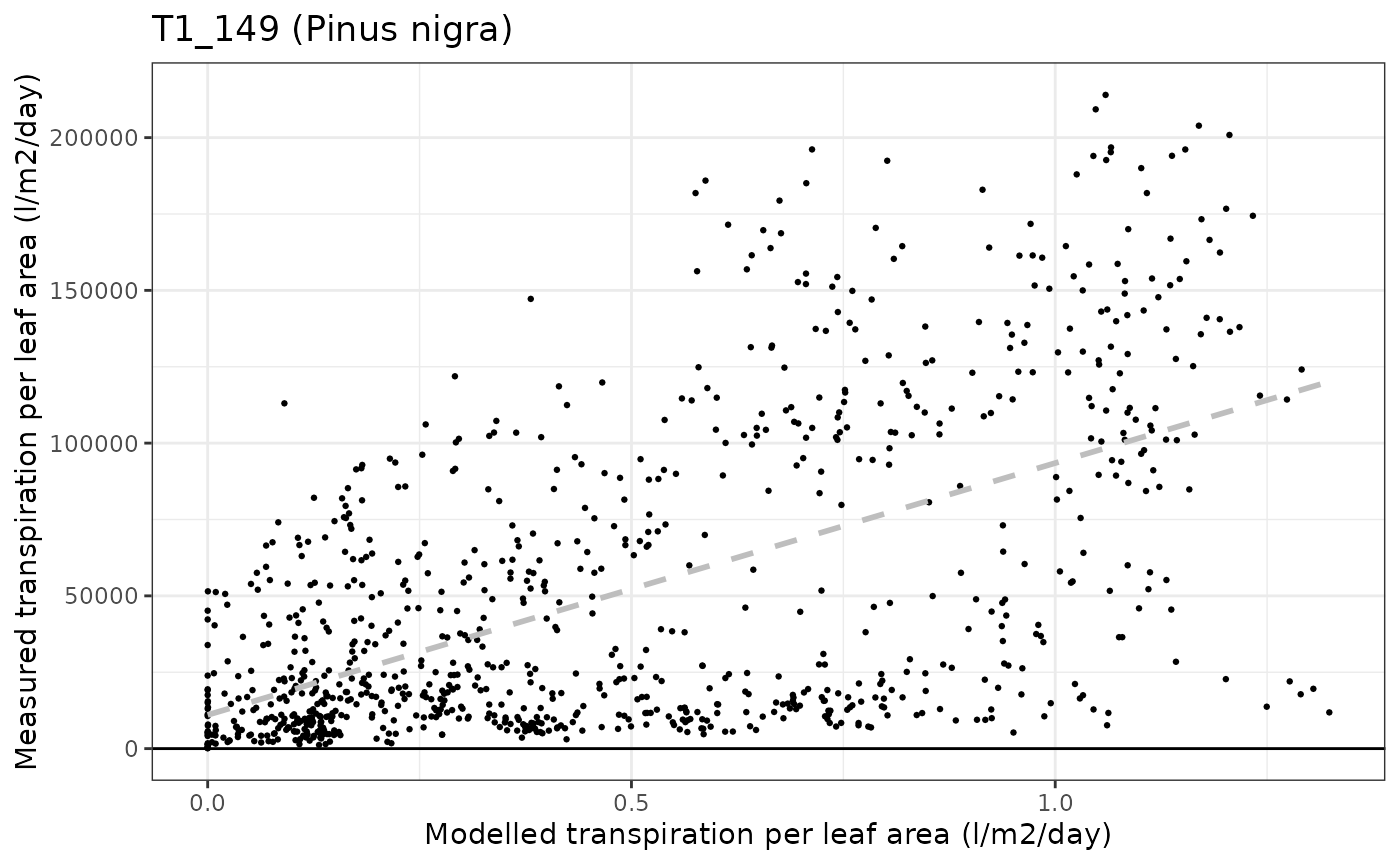 T1_149 (Pinus nigra)
Measured transpiration per leaf area (l/m2/day)
200000
150000
100000
50000
0
0.0 0.5 1.0
Modelled transpiration per leaf area (l/m2/day)